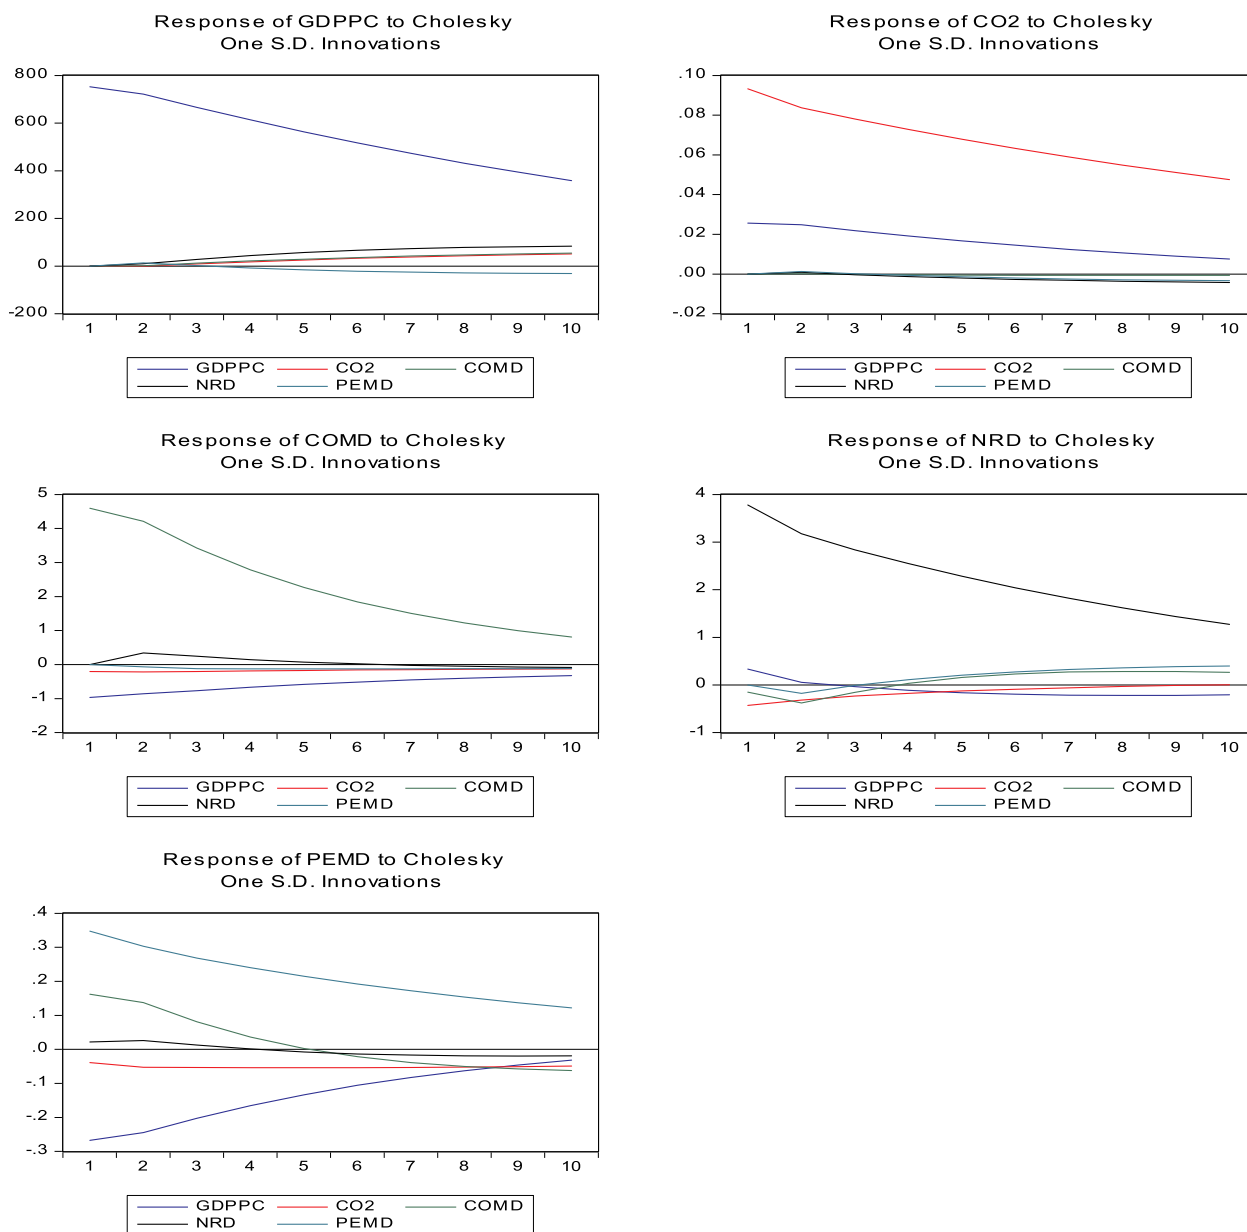 Response of GDPPC to Cholesky
One S.D. Innovations
800
600
400
200
0
-200
1 2 3 4 5 6 7 8 9 10
GDPPC CO2 COMD
NRD PEMD
Response of CO2 to Cholesky
One S.D. Innovations
.10
.08
.06
.04
.02
.00
-.02
1 2 3 4 5 6 7 8 9 10
GDPPC CO2 COMD
NRD PEMD
Response of COMD to Cholesky
One S.D. Innovations
5
4
3
2
1
0
-1
-2
1 2 3 4 5 6 7 8 9 10
GDPPC CO2 COMD
NRD PEMD
Response of NRD to Cholesky
One S.D. Innovations
4
3
2
1
0
-1
1 2 3 4 5 6 7 8 9 10
GDPPC CO2 COMD
NRD PEMD
Response of PEMD to Cholesky
One S.D. Innovations
.4
.3
.2
.1
.0
-.1
-.2
-.3
1 2 3 4 5 6 7 8 9 10
GDPPC CO2 COMD
NRD PEMD